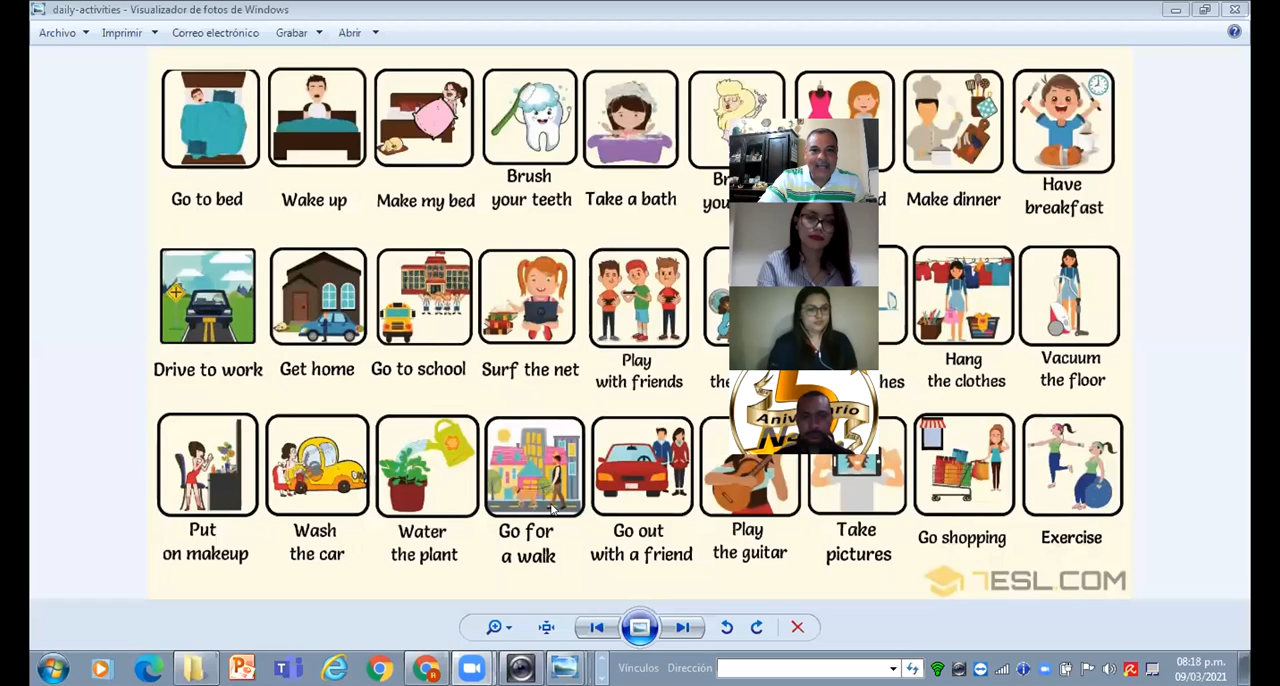 daily-activities - Visualizador de fotos de Windows
Archivo Imprimir Correo electrónico Grabar Abrir
Go to bed
Wake up
Make my bed
Brush
your teeth
Take a bath
Make dinner
Have
breakfast
Drive to work
Get home
Go to school
Surf the net
Play
with friends
Hang
the clothes
Vacuum
the floor
Aniversario
Put
on makeup
Wash
the car
Water
the plant
Go for
a walk
Go out
with a friend
Play
the guitar
Take
pictures
Go shopping
Exercise
7ESL.COM
Vínculos Dirección
08:18 p.m.
09/03/2021